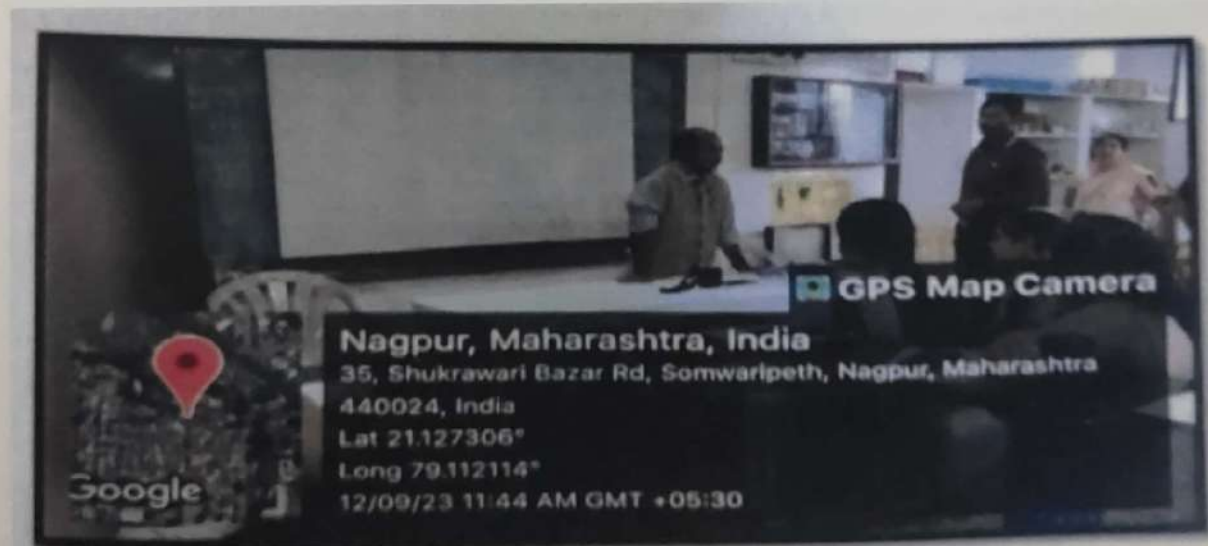 GPS Map Camera
Nagpur, Maharashtra, India
35, Shukrawari Bazar Rd, Somwaripeth, Nagpur, Maharashtra
440024, India
Lat 21.127306°
Long 79.112114°
12/09/23 11:44 AM GMT +05:30
Google